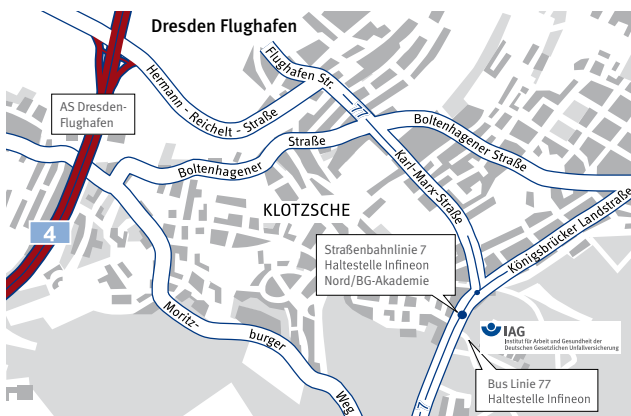 Dresden Flughafen
Flughafen Str.
Hermann - Reichelt - Straße
AS Dresden-
Flughafen
77
Boltenhagener Straße
Straße
Boltenhagener
Karl-Marx-Straße
KLOTZSCHE
Königsbrücker Landstraße
4
Straßenbahnlinie 7
Haltestelle Infineon
Nord/BG-Akademie
Moritz-
burger
Weg
IAG
Institut für Arbeit und Gesundheit der
Deutschen Gesetzlichen Unfallversicherung
Bus Linie 77
Haltestelle Infineon
7